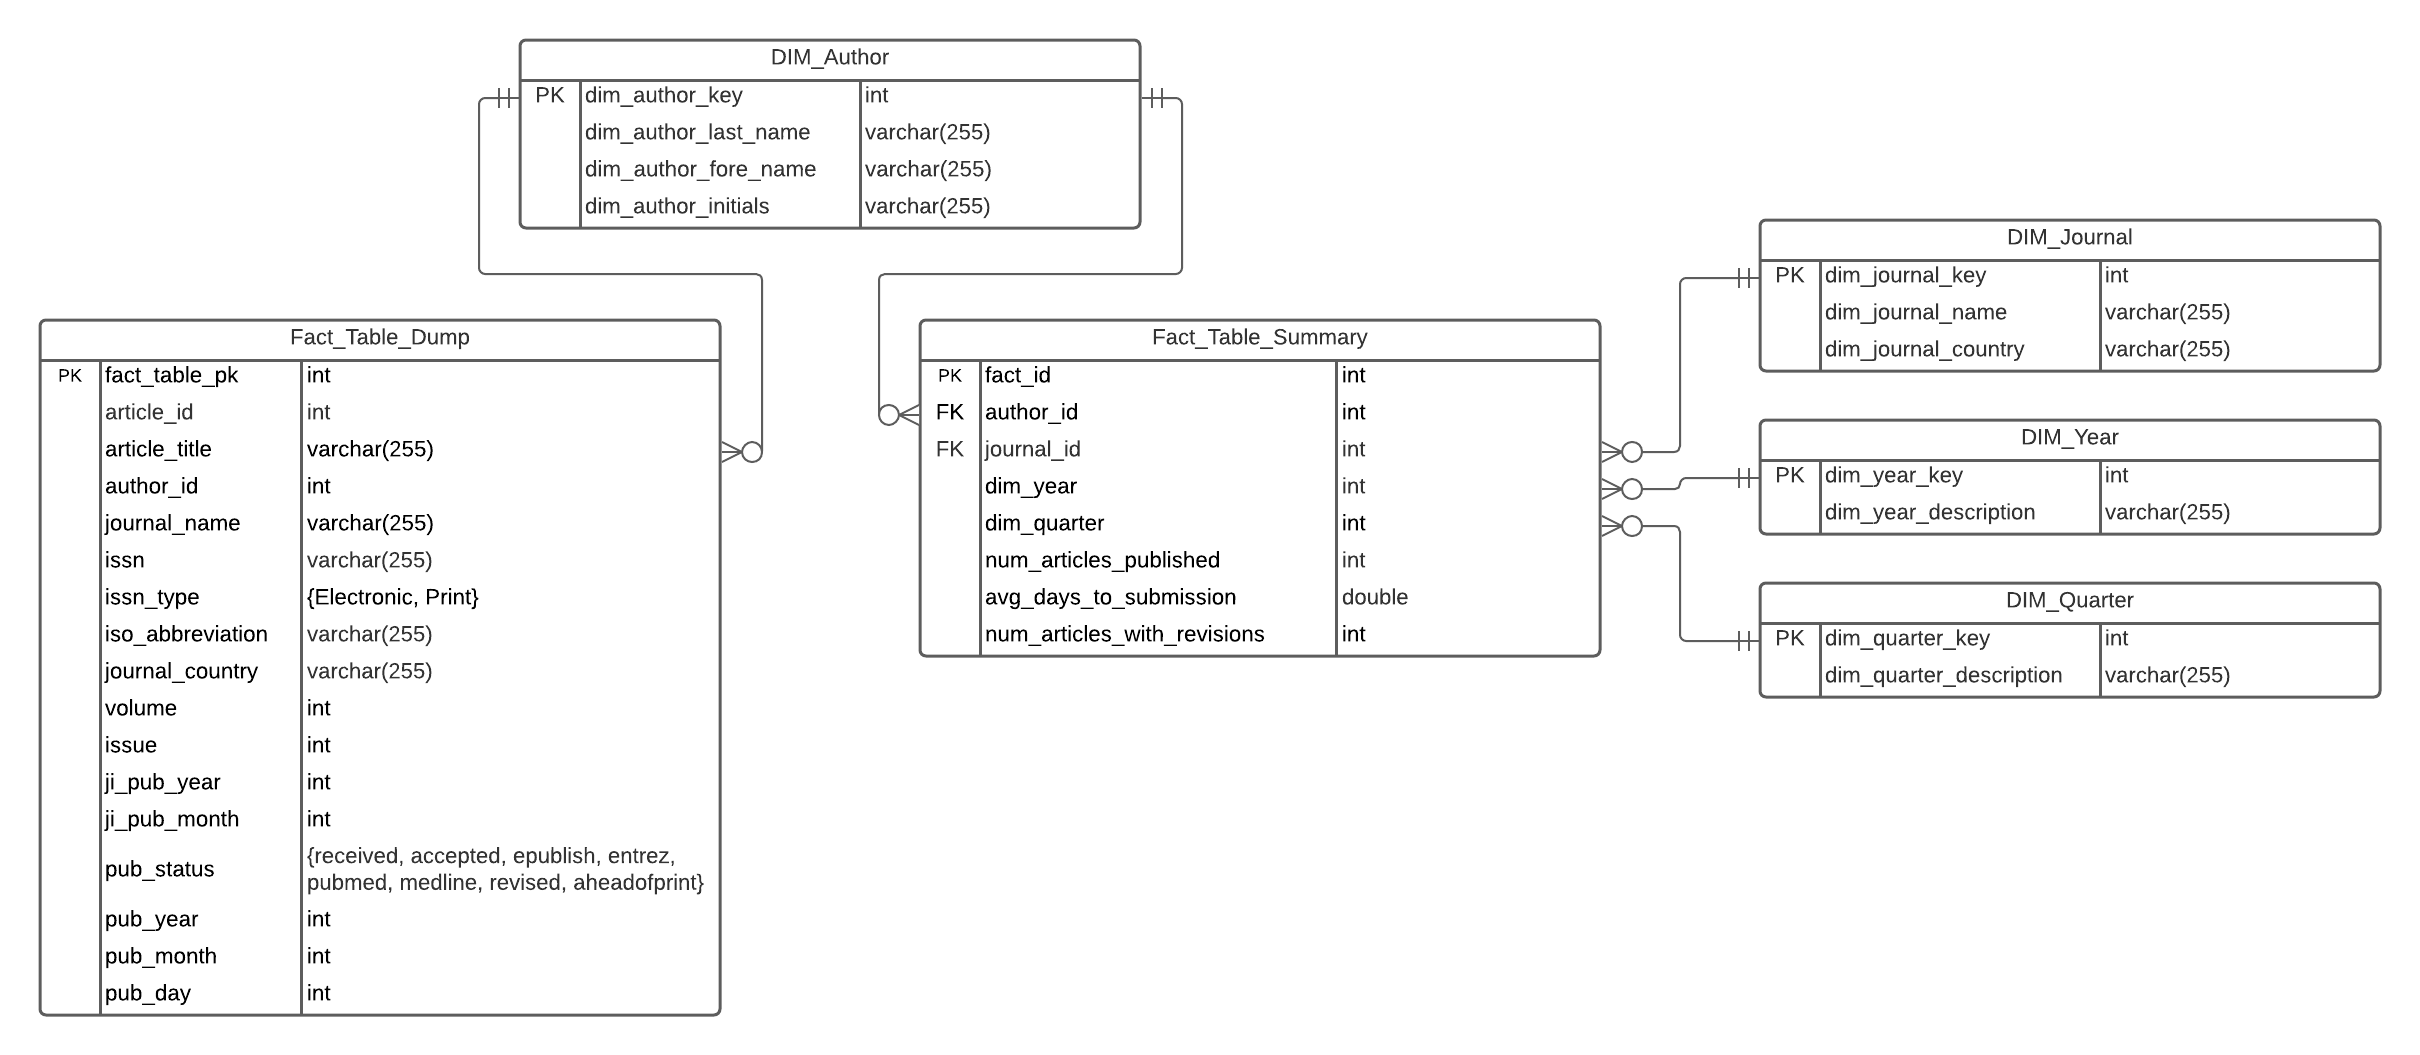 DIM_Author
PK dim_author_key int
dim_author_last_name varchar(255)
dim_author_fore_name varchar(255)
dim_author_initials varchar(255)
Fact_Table_Dump
PK fact_table_pk int
article_id int
article_title varchar(255)
author_id int
journal_name varchar(255)
issn varchar(255)
issn_type {Electronic, Print}
iso_abbreviation varchar(255)
journal_country varchar(255)
volume int
issue int
ji_pub_year int
ji_pub_month int
pub_status {received, accepted, epublish, entrez,
pubmed, medline, revised, aheadofprint}
pub_year int
pub_month int
pub_day int
Fact_Table_Summary
PK fact_id int
FK author_id int
FK journal_id int
dim_year int
dim_quarter int
num_articles_published int
avg_days_to_submission double
num_articles_with_revisions int
DIM_Journal
PK dim_journal_key int
dim_journal_name varchar(255)
dim_journal_country varchar(255)
DIM_Year
PK dim_year_key int
dim_year_description varchar(255)
DIM_Quarter
PK dim_quarter_key int
dim_quarter_description varchar(255)